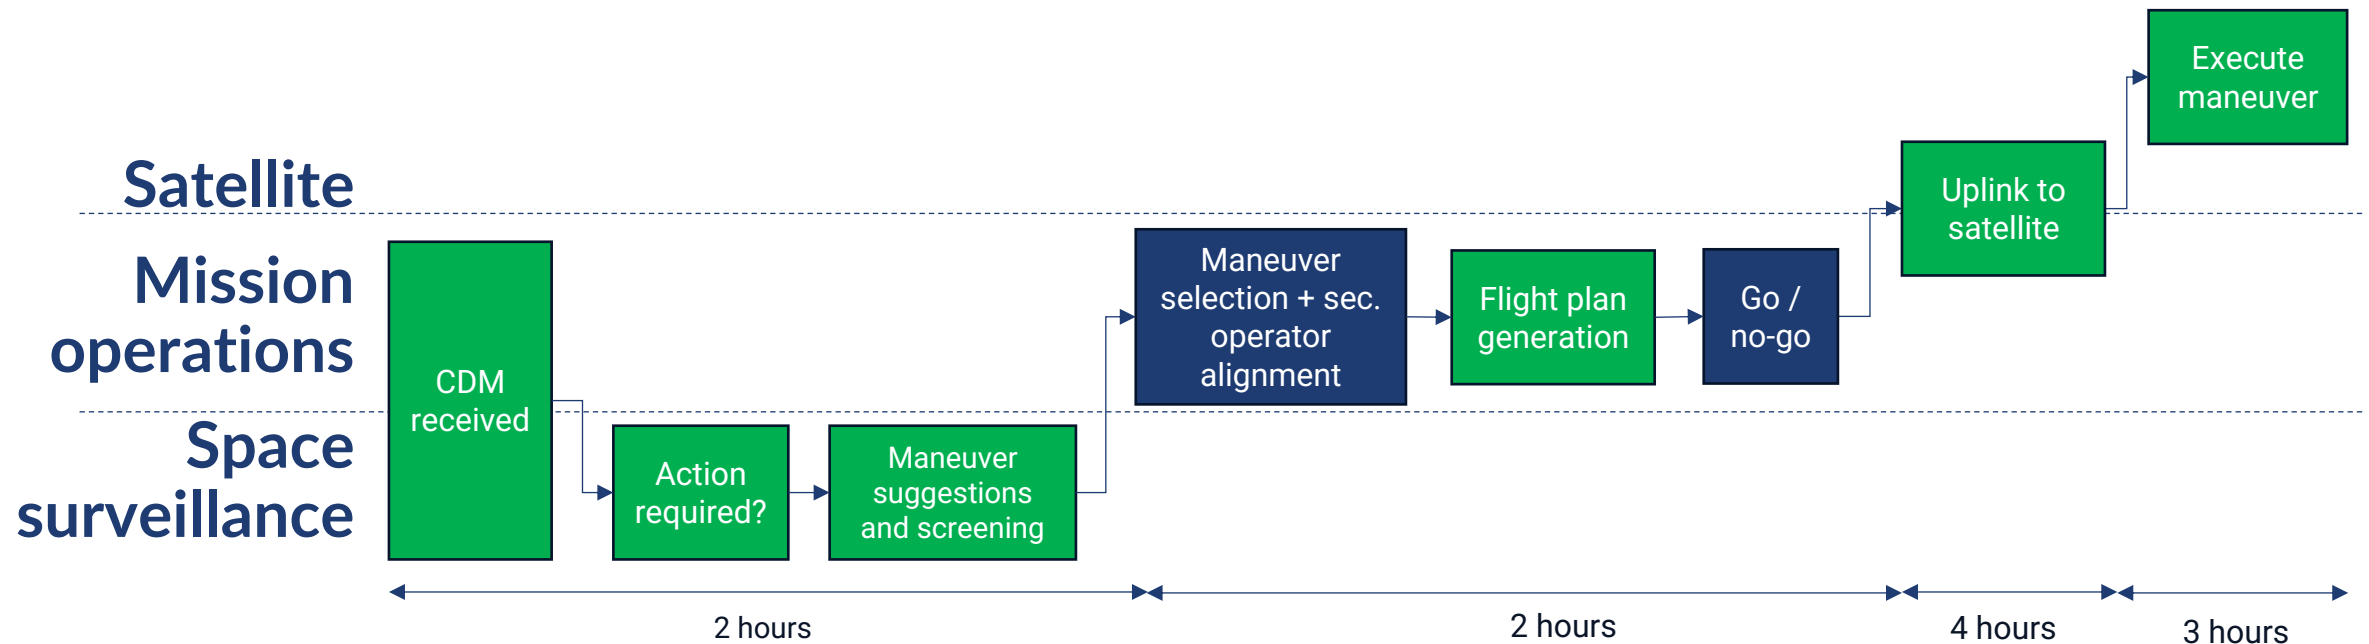 Satellite
Mission
operations
Space
surveillance
CDM
received
Action
required?
Maneuver
suggestions
and screening
Maneuver
selection + sec.
operator
alignment
Flight plan
generation
Go /
no-go
Uplink to
satellite
Execute
maneuver
2 hours
2 hours
4 hours
3 hours